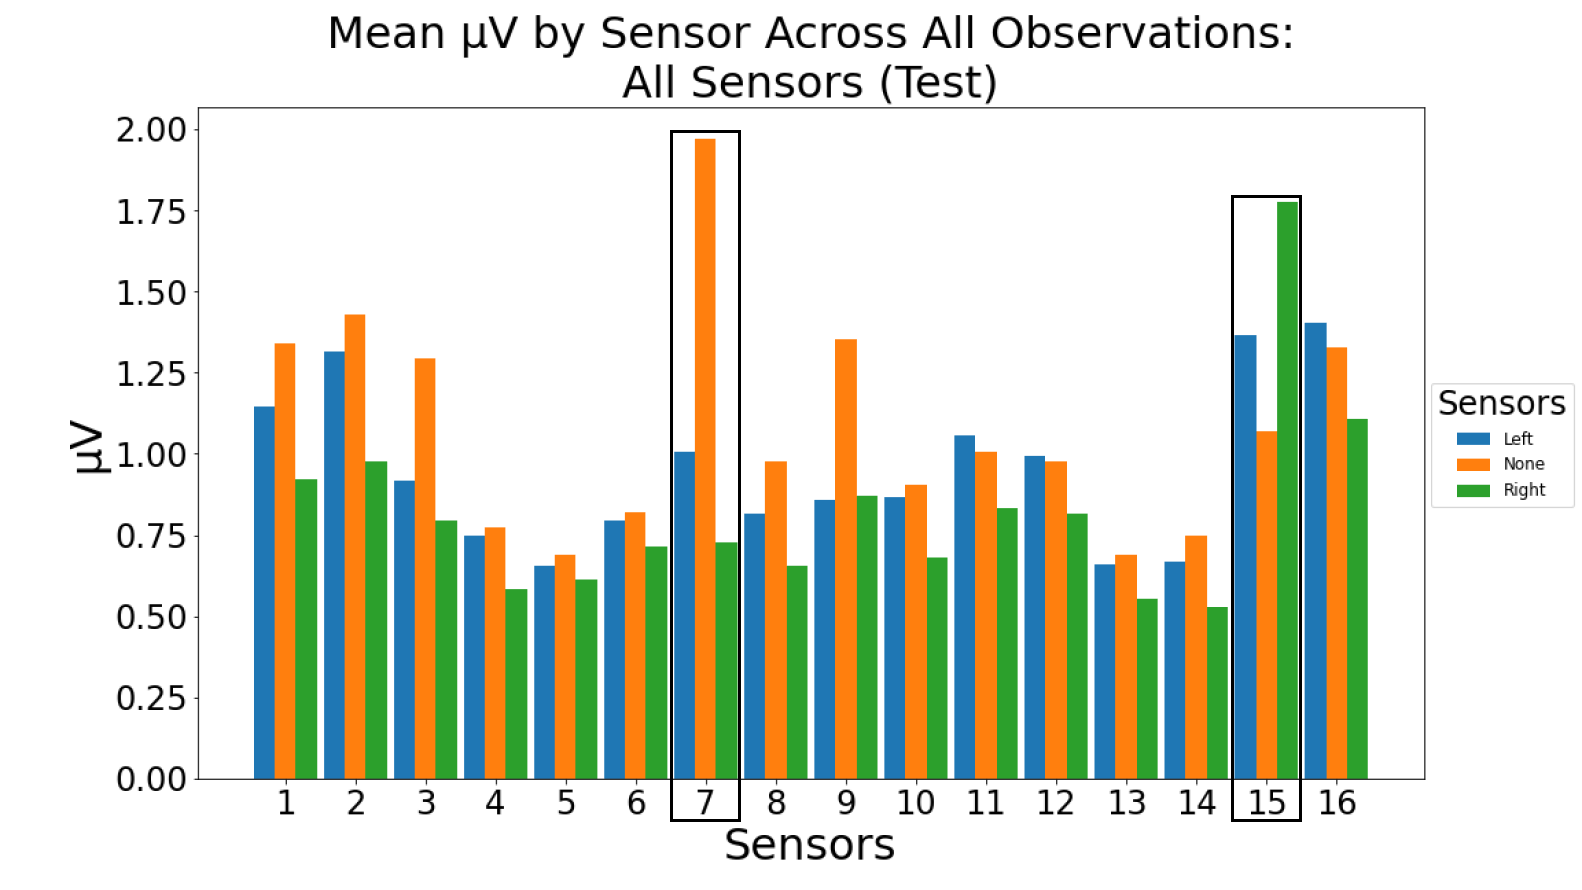 Mean µV by Sensor Across All Observations:
All Sensors (Test)
2.00
1.75
1.50
1.25
1.00
0.75
0.50
0.25
0.00
µV
1 2 3 4 5 6 7 8 9 10 11 12 13 14 15 16
Sensors
Sensors
Left
None
Right